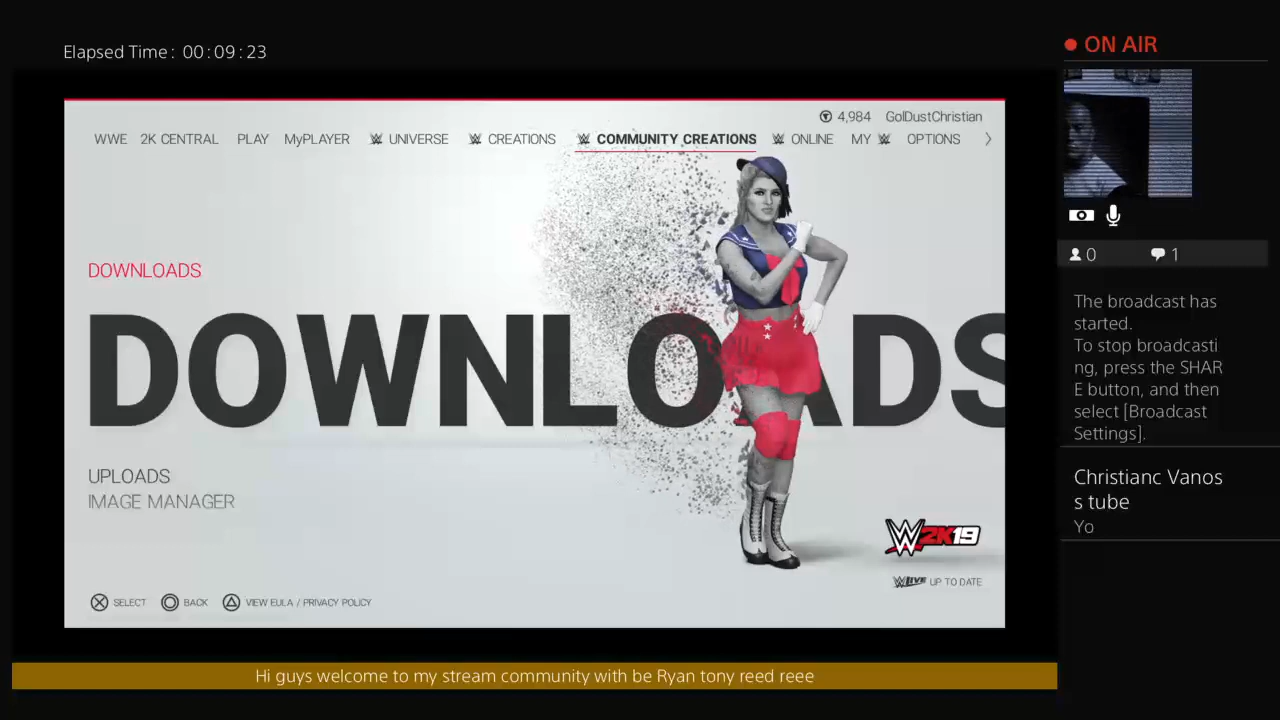 Elapsed Time: 00:09:23
ON AIR
4,984 GolDustChristian
WWE 2K CENTRAL PLAY MyPLAYER UNIVERSE CREATIONS COMMUNITY CREATIONS ONLINE MY OPTIONS
DOWNLOADS
DOWNLOADS
UPLOADS
IMAGE MANAGER
W 2K19
LIVE UP TO DATE
SELECT BACK VIEW EULA / PRIVACY POLICY
0 1
The broadcast has
started.
To stop broadcasti
ng, press the SHAR
E button, and then
select [Broadcast
Settings].
Christianc Vanos
s tube
Yo
Hi guys welcome to my stream community with be Ryan tony reed reee